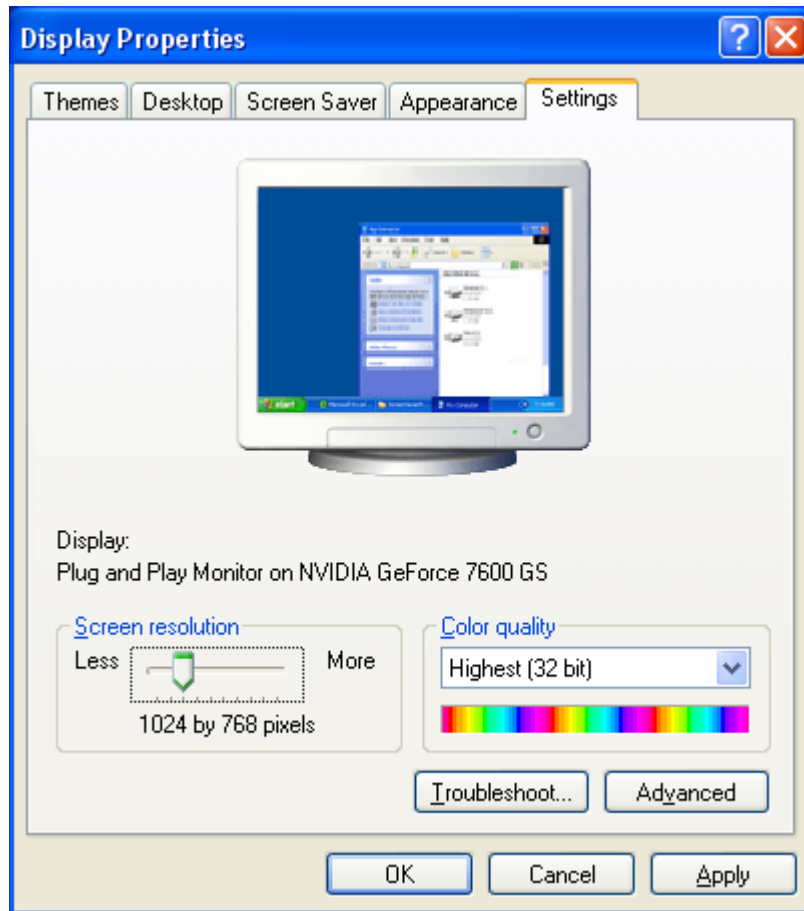 Display Properties
Themes Desktop Screen Saver Appearance Settings
start
Display:
Plug and Play Monitor on NVIDIA GeForce 7600 GS
Screen resolution
Less More
1024 by 768 pixels
Color quality
Highest (32 bit)
Troubleshoot... Advanced
OK Cancel Apply